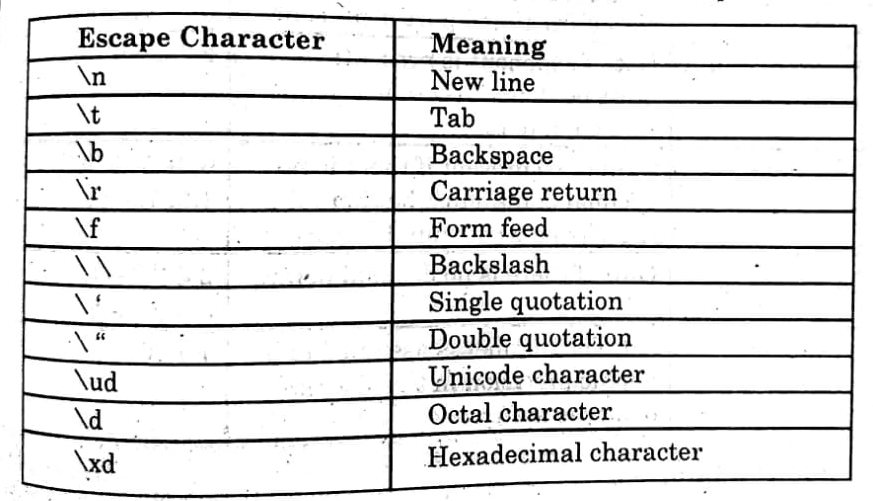 Escape Character Meaning
\n New line
\t Tab
\b Backspace
\r Carriage return
\f Form feed
\ \ Backslash
\ ‘ Single quotation
\ “ Double quotation
\ud Unicode character
\d Octal character
\xd Hexadecimal character